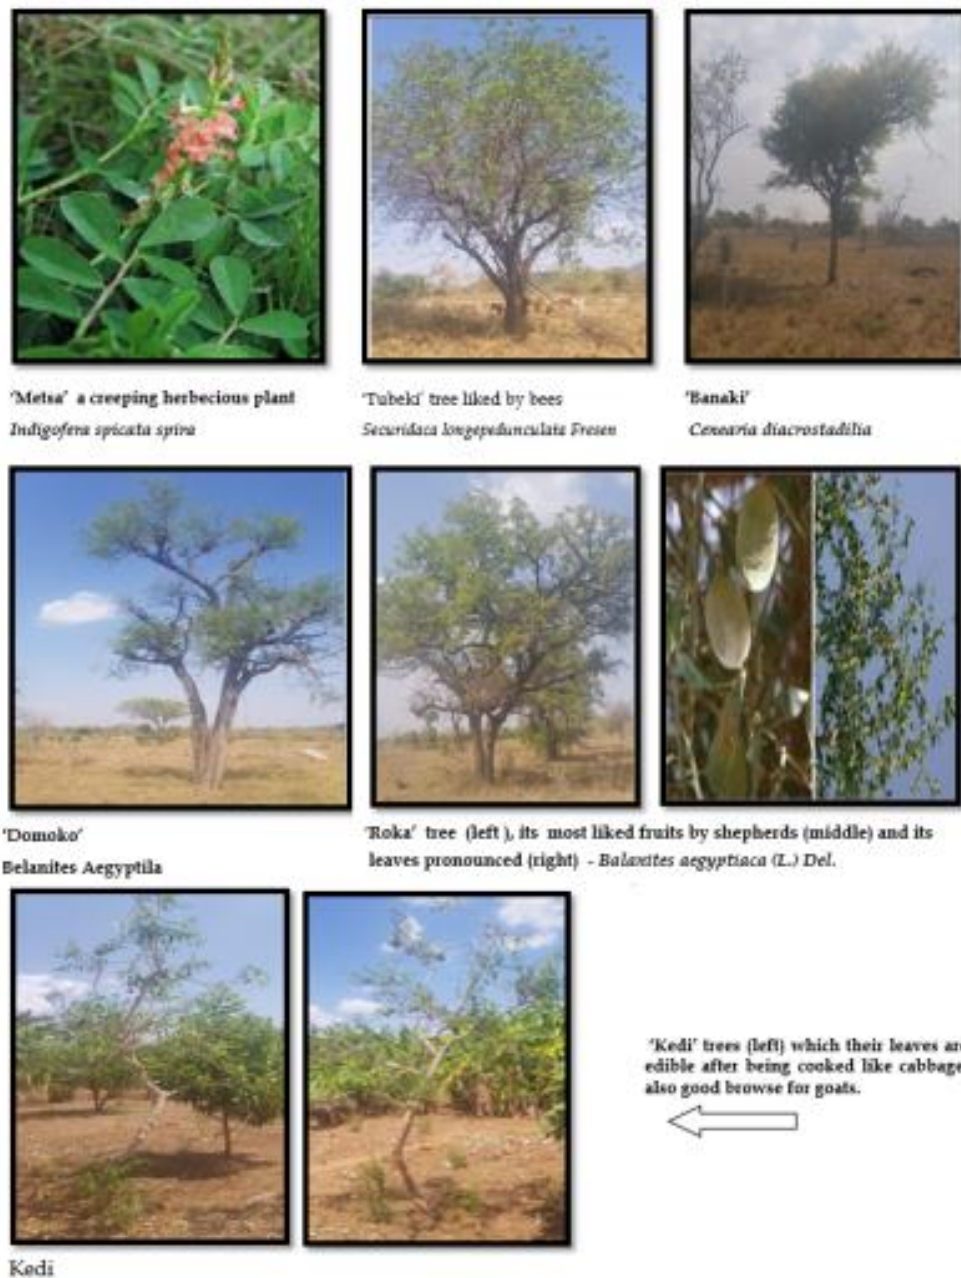 'Metsa' a creeping herbecious plant
Indigofera spicata spira
'Tubeki' tree liked by bees
Securidaca longepedunculata Fresen
'Banaki'
Cenearia diacrostadilia
'Domoko'
Belanites Aegyptila
'Roka' tree (left ), its most liked fruits by shepherds (middle) and its
leaves pronounced (right) - Balanites aegyptiaca (L.) Del.
'Kedi' trees (left) which their leaves are
edible after being cooked like cabbage
also good browse for goats.
Kedi